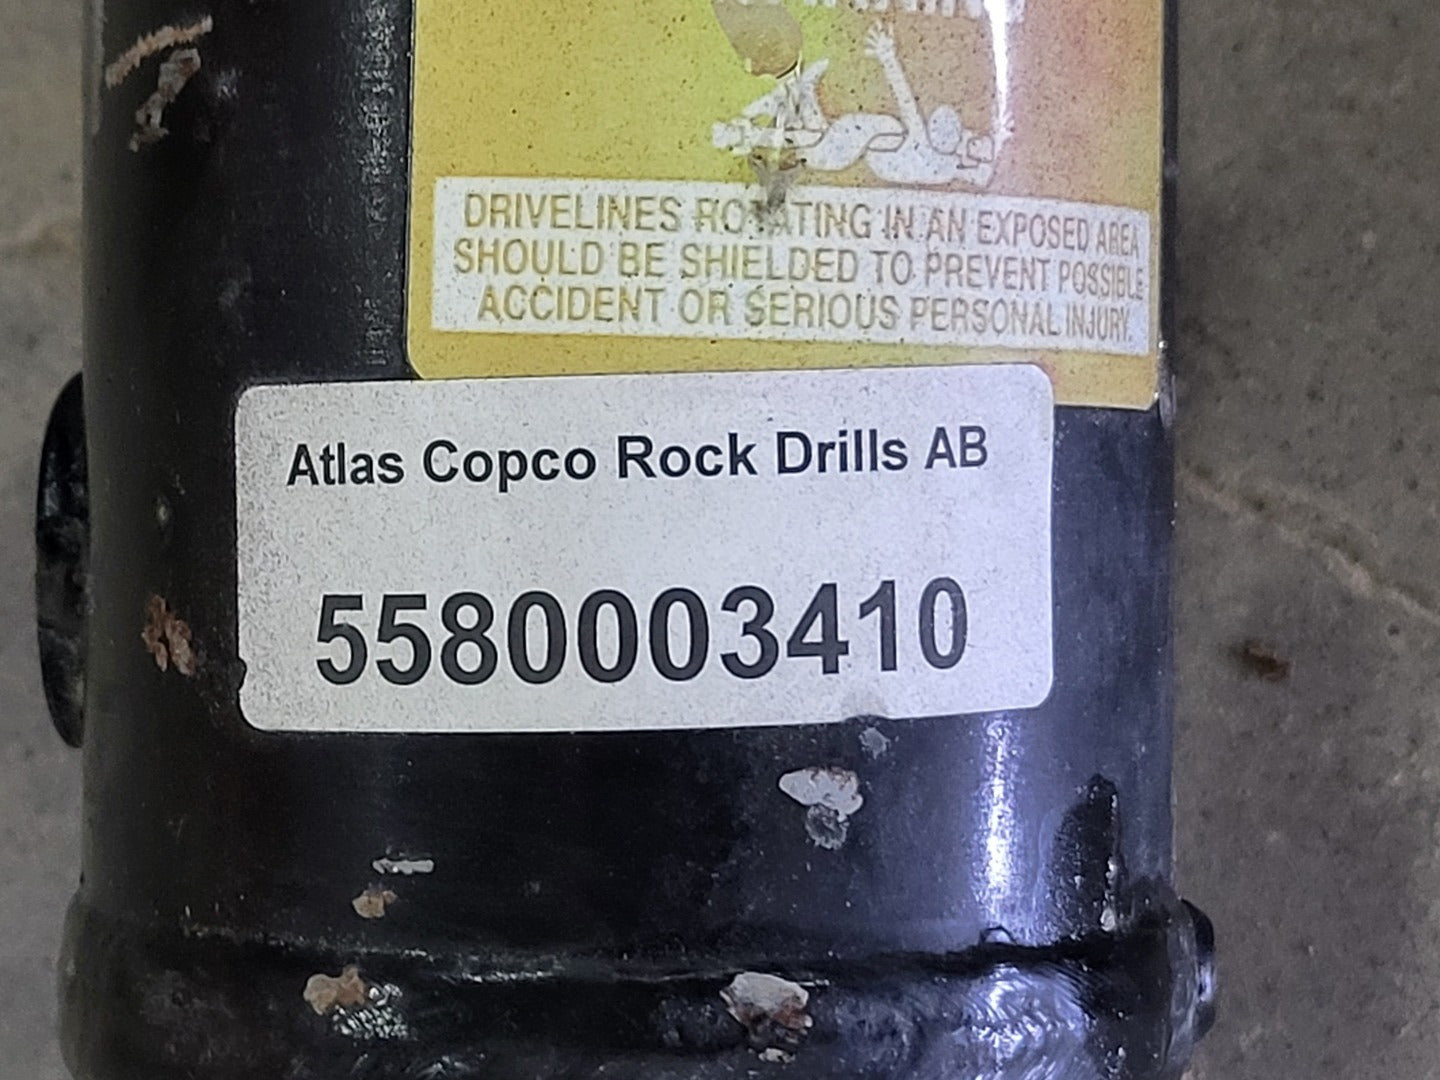 DRIVELINES ROTATING IN AN EXPOSED AREA
SHOULD BE SHIELDED TO PREVENT POSSIBLE
ACCIDENT OR SERIOUS PERSONAL INJURY.
Atlas Copco Rock Drills AB
5580003410